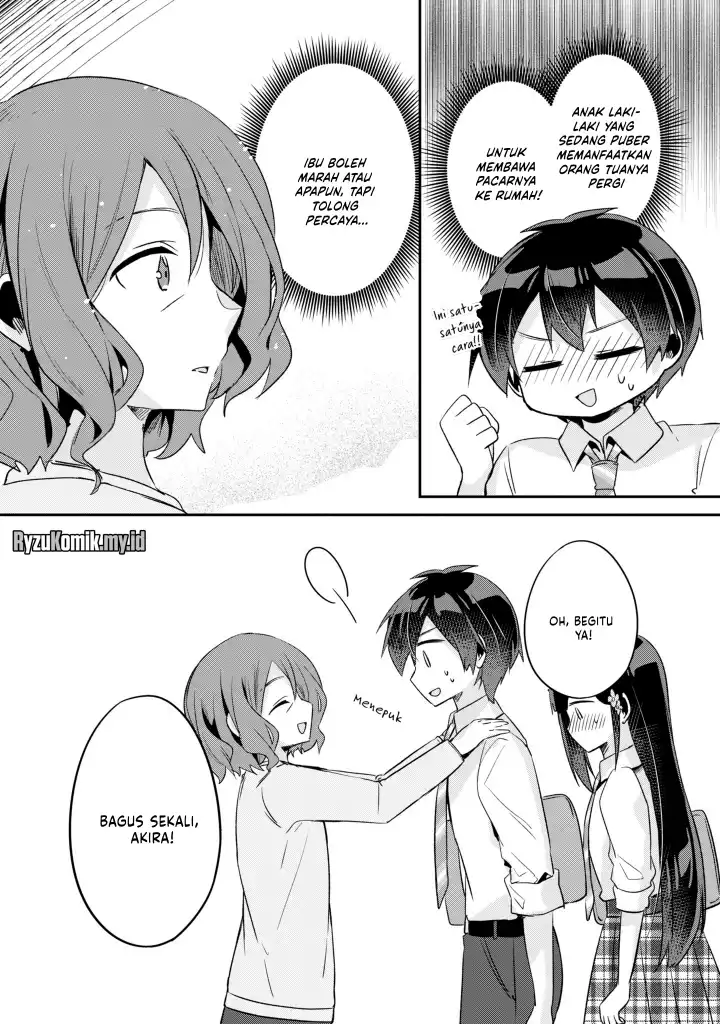 ANAK LAKI-
LAKI YANG
SEDANG PUBER
MEMANFAATKAN
ORANG TUANYA
PERGI
UNTUK
MEMBAWA
PACARNYA
KE RUMAH!
Ini satu-
satunya
cara!!
IBU BOLEH
MARAH ATAU
APAPUN, TAPI
TOLONG
PERCAYA...
RyzuKomik.my.id
OH, BEGITU
YA!
Menepuk
BAGUS SEKALI,
AKIRA!